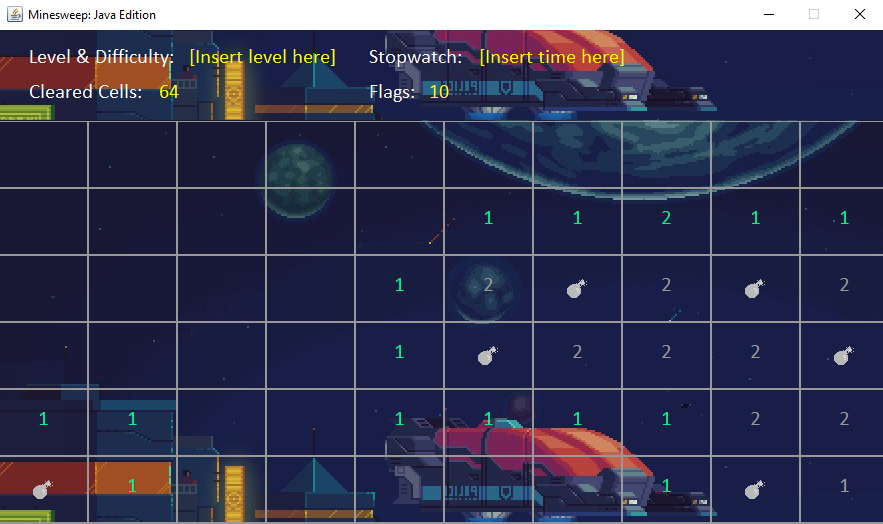 Minesweep: Java Edition
Level & Difficulty: [Insert level here] Stopwatch: [Insert time here]
Cleared Cells: 64 Flags: 10
1 1 2 1 1
1 2 2 2
1 2 2 2
1 1 1 1 1 1 2 2
1 1 1